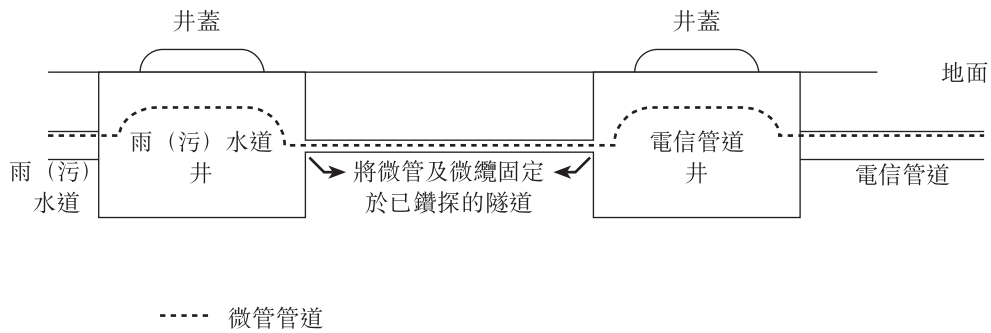 井蓋
井蓋
地面
雨（污）水道
井
電信管道
井
雨（污）
水道
將微管及微纜固定
於已鑽探的隧道
電信管道
微管管道